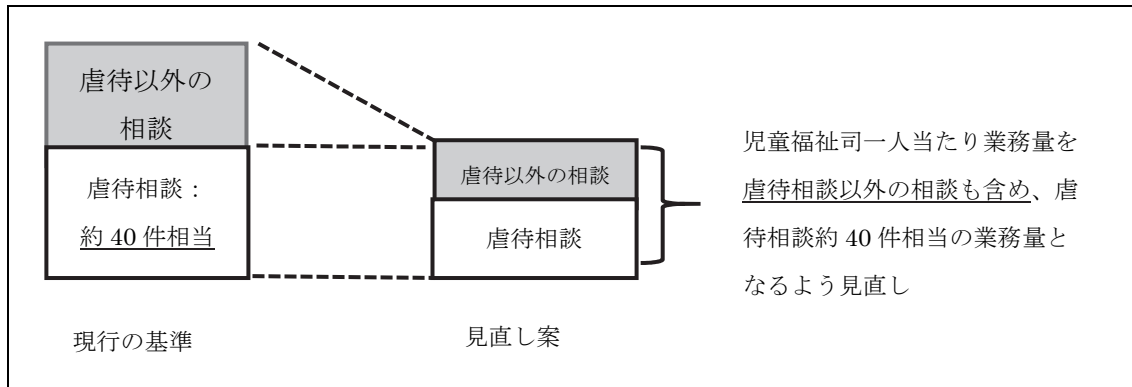 虐待以外の
相談
虐待相談：
約 40 件相当
現行の基準
虐待以外の相談
虐待相談
見直し案
児童福祉司一人当たり業務量を
虐待相談以外の相談も含め、虐
待相談約 40 件相当の業務量と
なるよう見直し